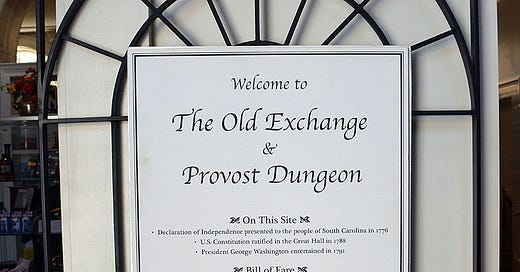 Welcome to
The Old Exchange
&
Provost Dungeon
On This Site
• Declaration of Independence presented to the people of South Carolina in 1776
• U.S. Constitution ratified in the Great Hall in 1788
• President George Washington entertained in 1791
Bill of Fare